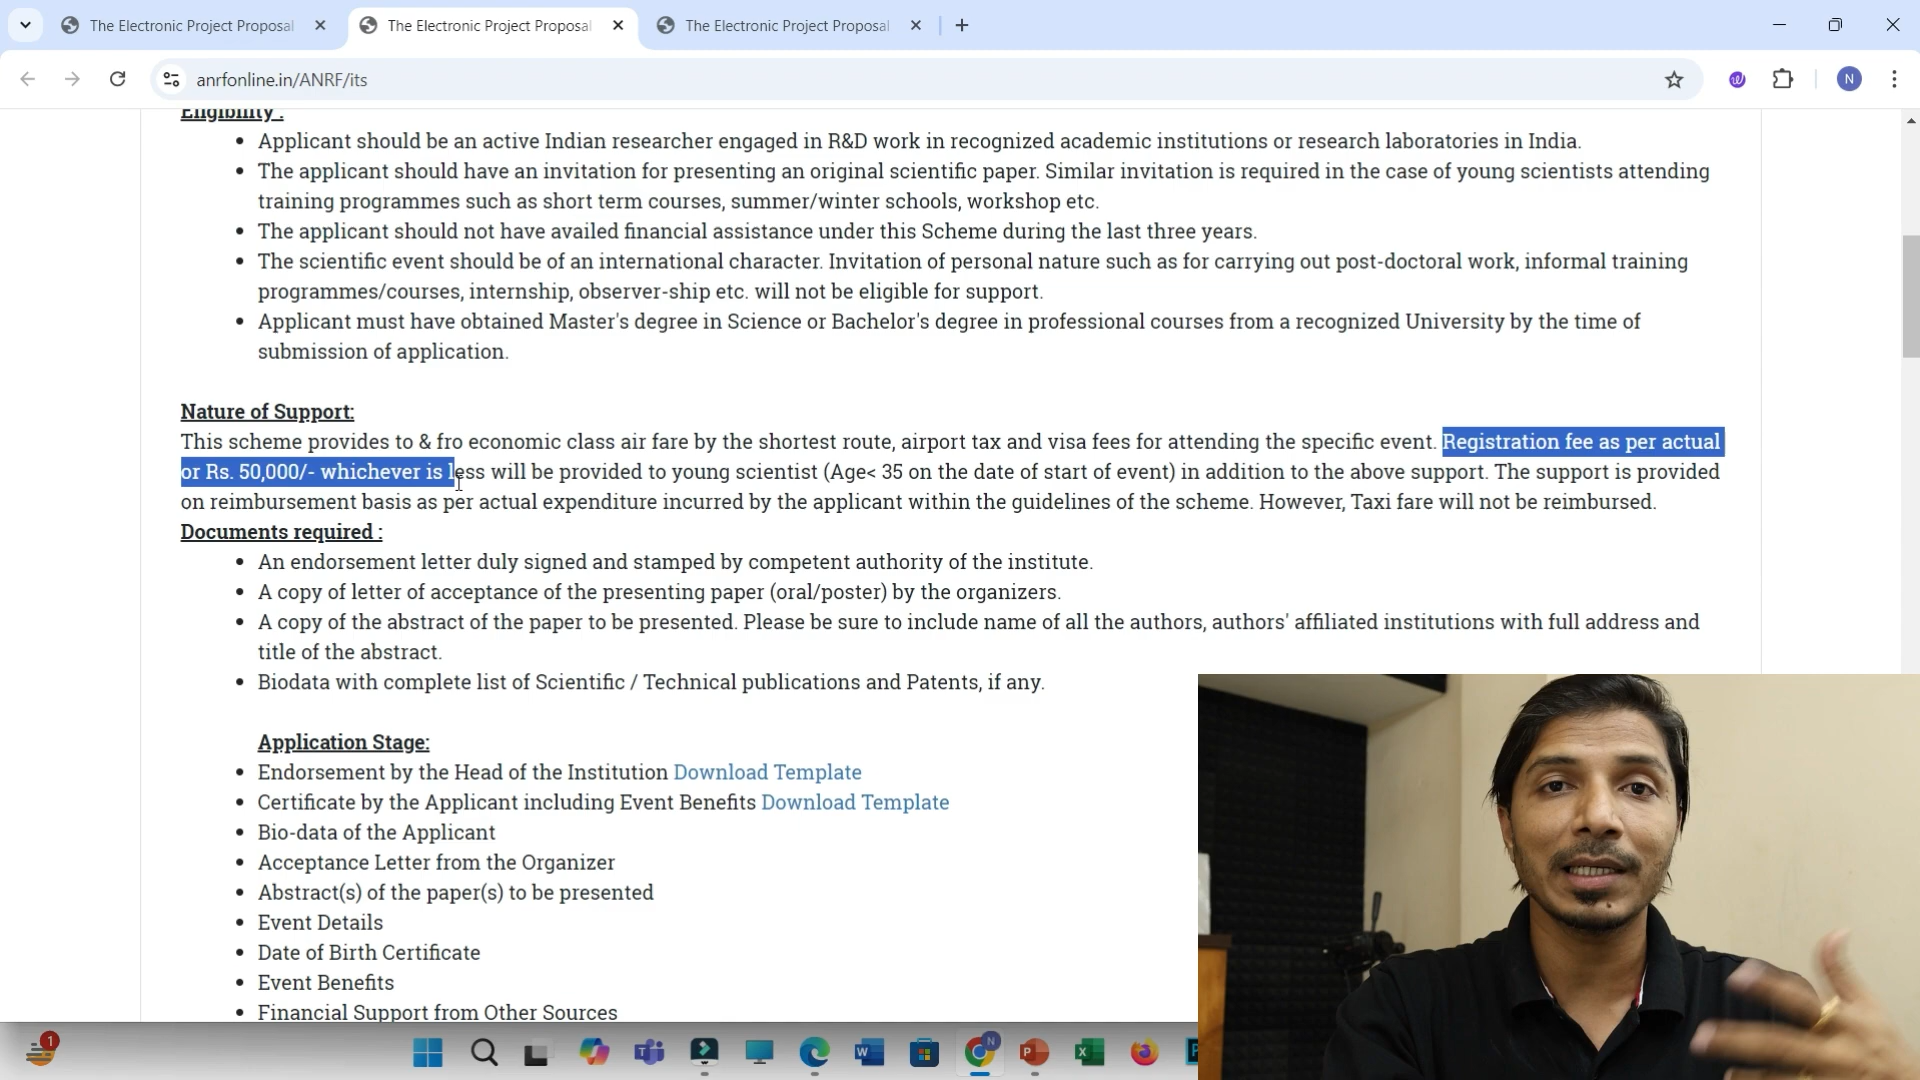 The Electronic Project Proposal
The Electronic Project Proposal
The Electronic Project Proposal
anrfonline.in/ANRF/its
N
Eligibility :
Applicant should be an active Indian researcher engaged in R&D work in recognized academic institutions or research laboratories in India.
The applicant should have an invitation for presenting an original scientific paper. Similar invitation is required in the case of young scientists attending
training programmes such as short term courses, summer/winter schools, workshop etc.
The applicant should not have availed financial assistance under this Scheme during the last three years.
The scientific event should be of an international character. Invitation of personal nature such as for carrying out post-doctoral work, informal training
programmes/courses, internship, observer-ship etc. will not be eligible for support.
Applicant must have obtained Master's degree in Science or Bachelor's degree in professional courses from a recognized University by the time of
submission of application.
Nature of Support:
This scheme provides to & fro economic class air fare by the shortest route, airport tax and visa fees for attending the specific event. Registration fee as per actual
or Rs. 50,000/- whichever is less will be provided to young scientist (Age< 35 on the date of start of event) in addition to the above support. The support is provided
on reimbursement basis as per actual expenditure incurred by the applicant within the guidelines of the scheme. However, Taxi fare will not be reimbursed.
Documents required :
An endorsement letter duly signed and stamped by competent authority of the institute.
A copy of letter of acceptance of the presenting paper (oral/poster) by the organizers.
A copy of the abstract of the paper to be presented. Please be sure to include name of all the authors, authors' affiliated institutions with full address and
title of the abstract.
Biodata with complete list of Scientific / Technical publications and Patents, if any.
Application Stage:
Endorsement by the Head of the Institution Download Template
Certificate by the Applicant including Event Benefits Download Template
Bio-data of the Applicant
Acceptance Letter from the Organizer
Abstract(s) of the paper(s) to be presented
Event Details
Date of Birth Certificate
Event Benefits
Financial Support from Other Sources
1
N